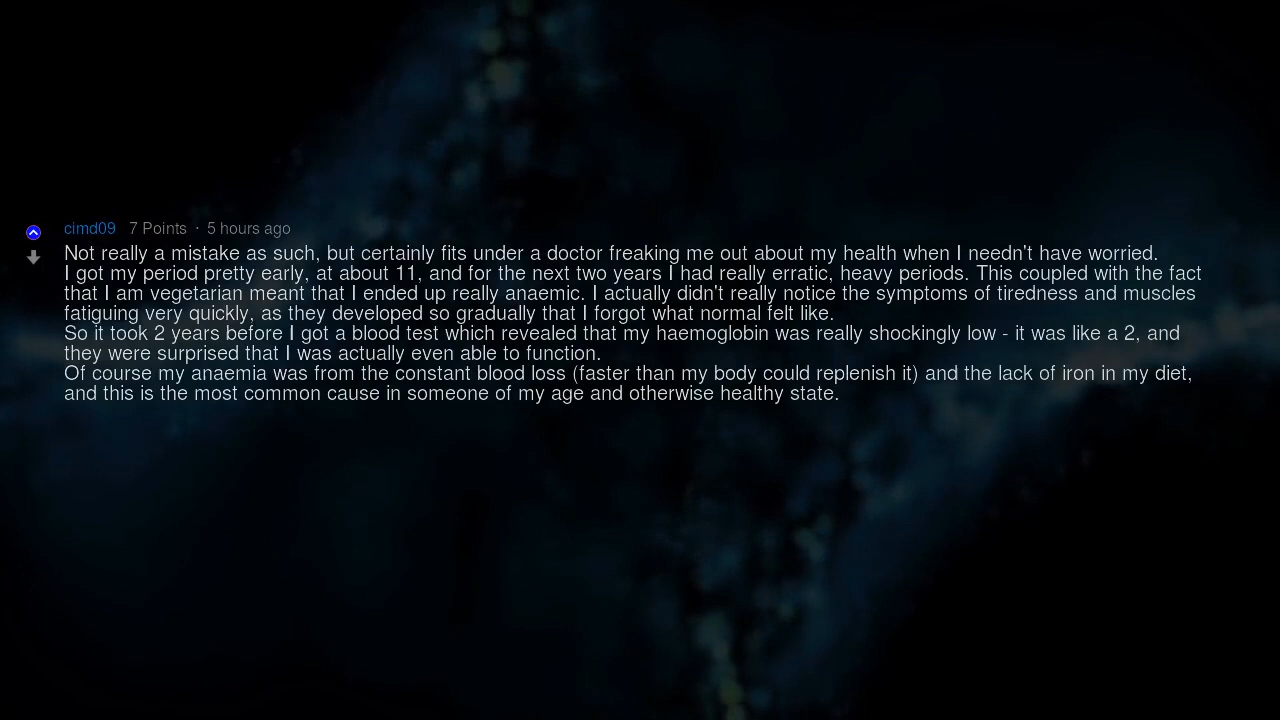 clmd09 7 Points · 5 hours ago
Not really a mistake as such, but certainly fits under a doctor freaking me out about my health when I needn't have worried.
I got my period pretty early, at about 11, and for the next two years I had really erratic, heavy periods. This coupled with the fact
that I am vegetarian meant that I ended up really anaemic. I actually didn't really notice the symptoms of tiredness and muscles
fatiguing very quickly, as they developed so gradually that I forgot what normal felt like.
So it took 2 years before I got a blood test which revealed that my haemoglobin was really shockingly low - it was like a 2, and
they were surprised that I was actually even able to function.
Of course my anaemia was from the constant blood loss (faster than my body could replenish it) and the lack of iron in my diet,
and this is the most common cause in someone of my age and otherwise healthy state.